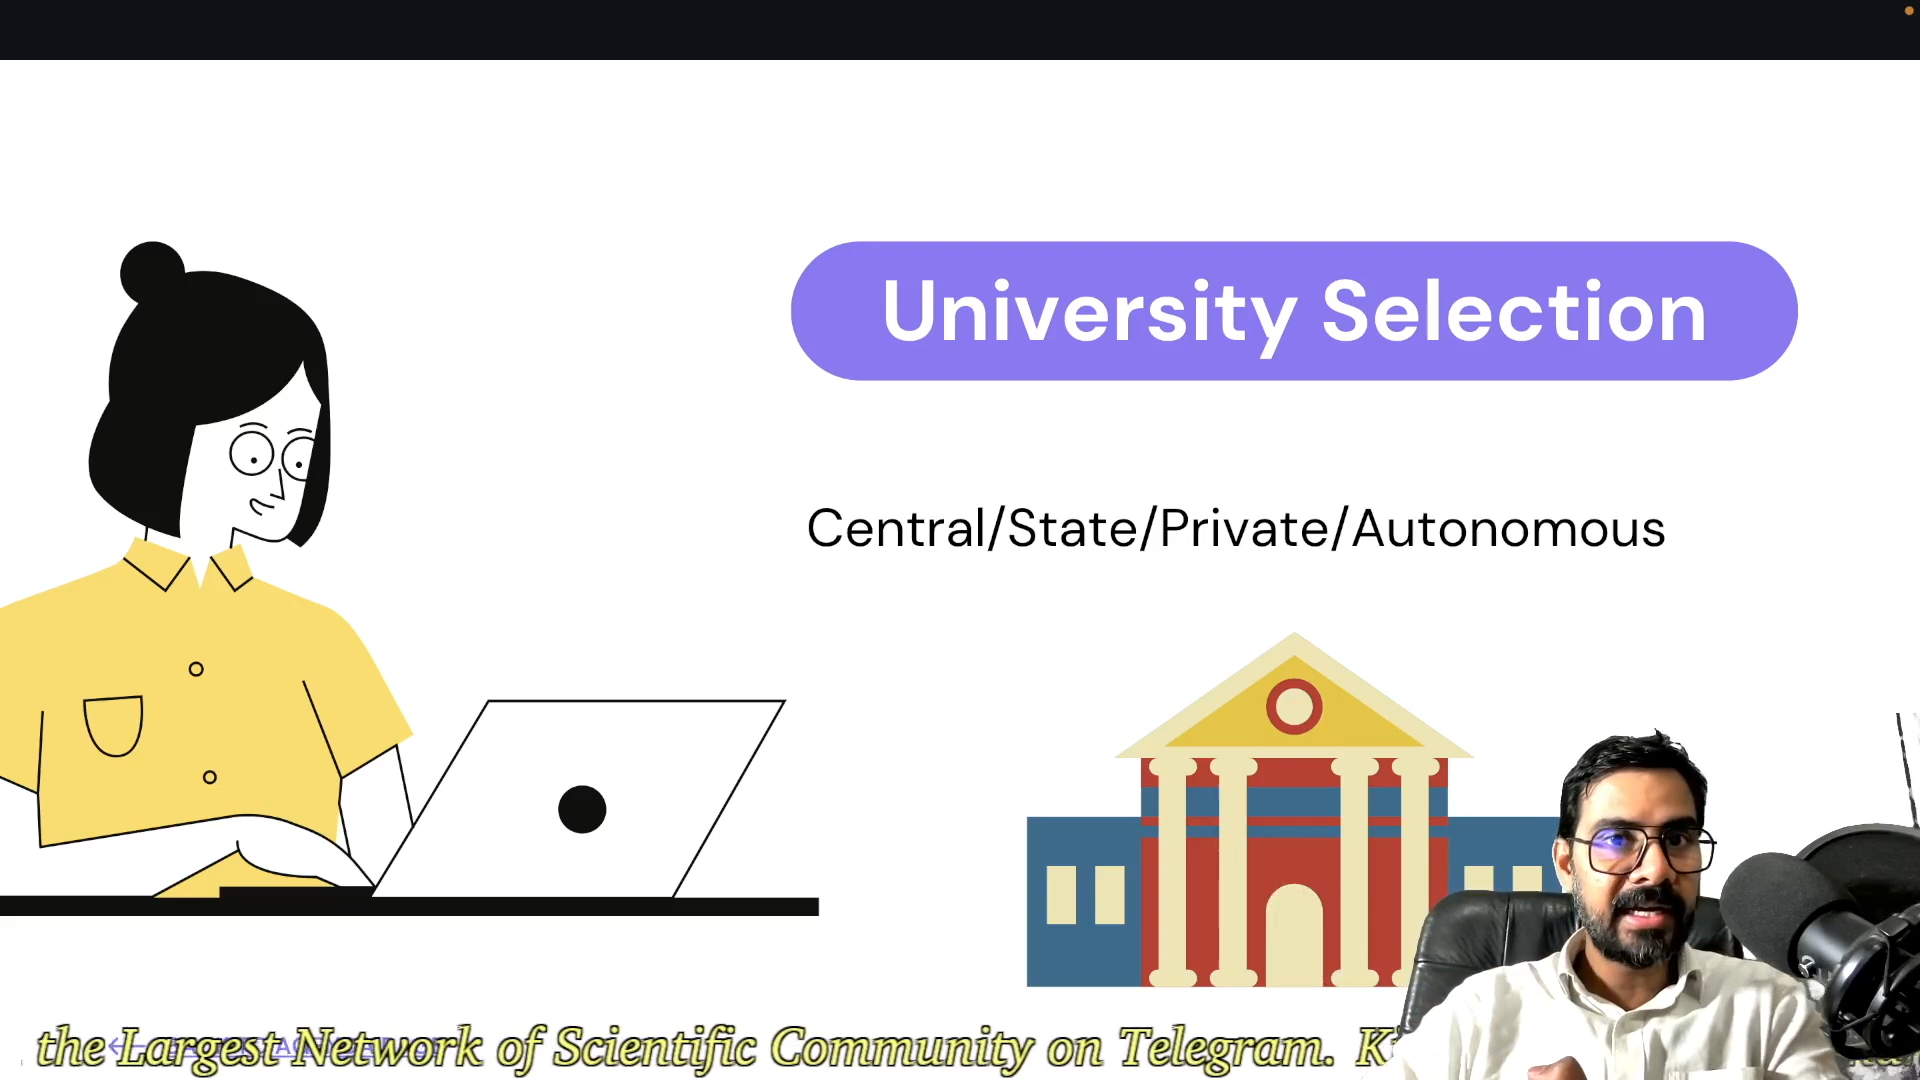 University Selection
Central/State/Private/Autonomous
the Largest Network of Scientific Community on Telegram.